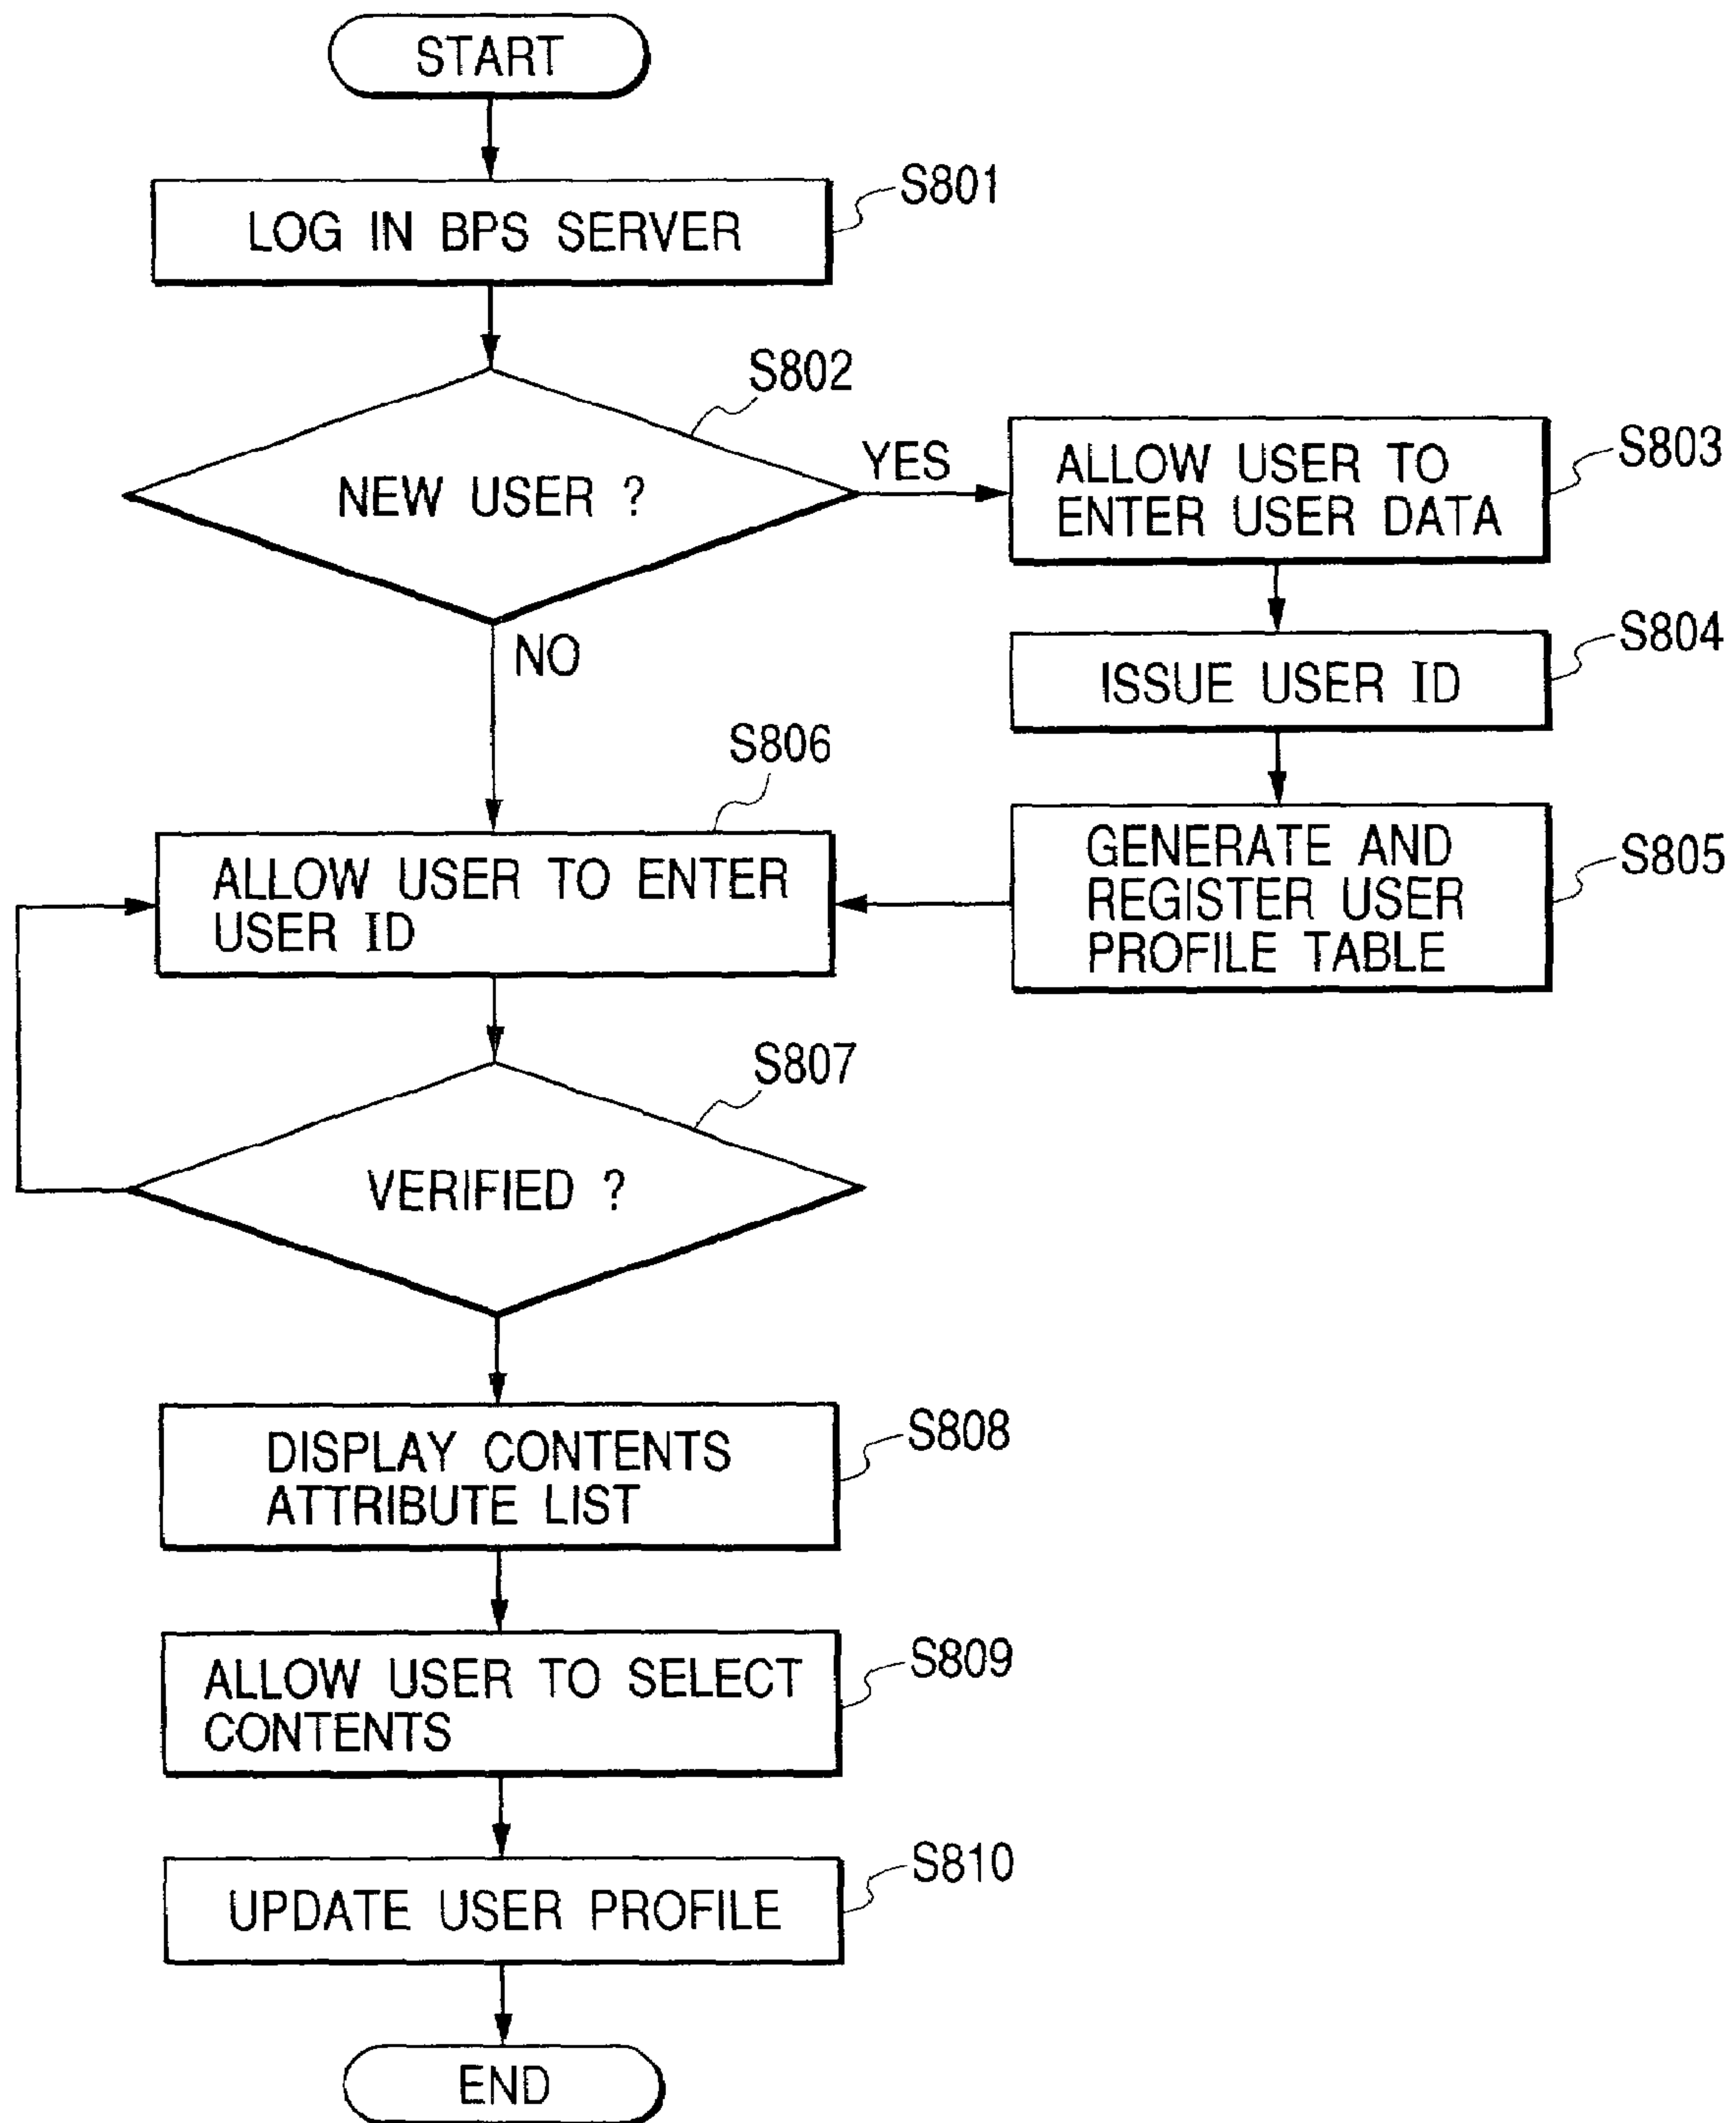 START
S801
LOG IN BPS SERVER
S802
NEW USER ?
YES
S803
ALLOW USER TO
ENTER USER DATA
NO
S804
ISSUE USER ID
S805
GENERATE AND
REGISTER USER
PROFILE TABLE
S806
ALLOW USER TO ENTER
USER ID
S807
VERIFIED ?
S808
DISPLAY CONTENTS
ATTRIBUTE LIST
S809
ALLOW USER TO SELECT
CONTENTS
S810
UPDATE USER PROFILE
END